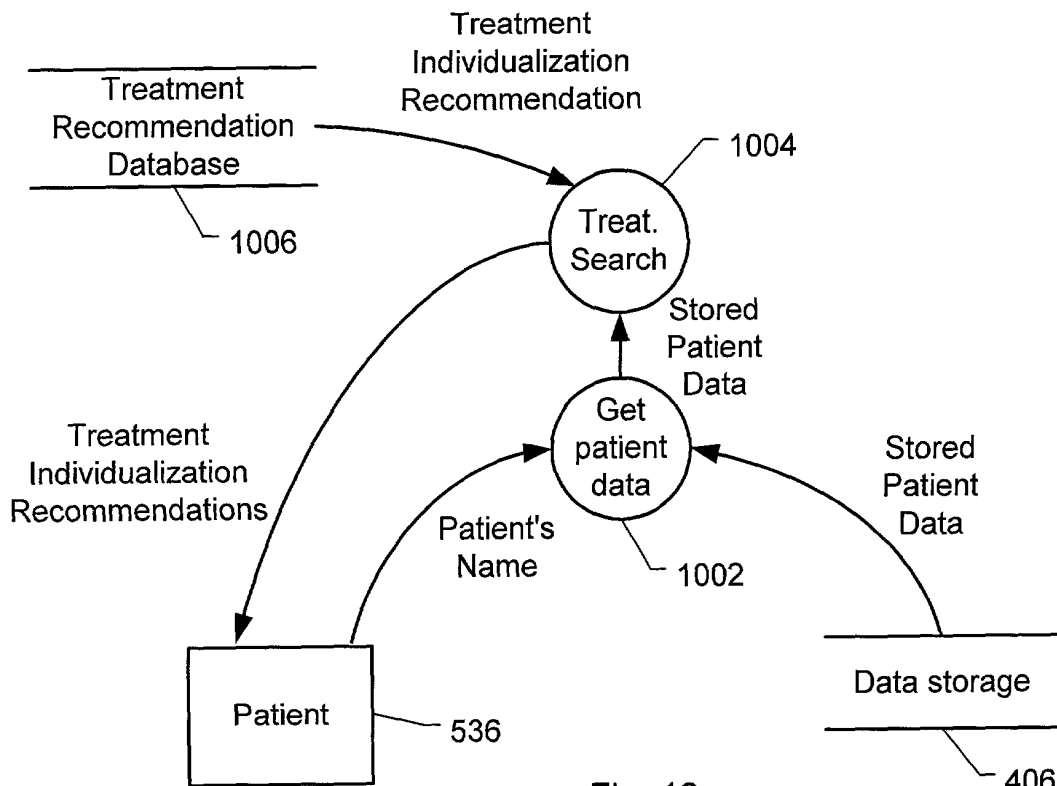 Treatment
Individualization
Recommendation
Treatment
Recommendation
Database
1004
1006
Treat.
Search
Stored
Patient
Data
Treatment
Individualization
Recommendations
Get
patient
data
Stored
Patient
Data
Patient's
Name
1002
Patient
536
Data storage
406